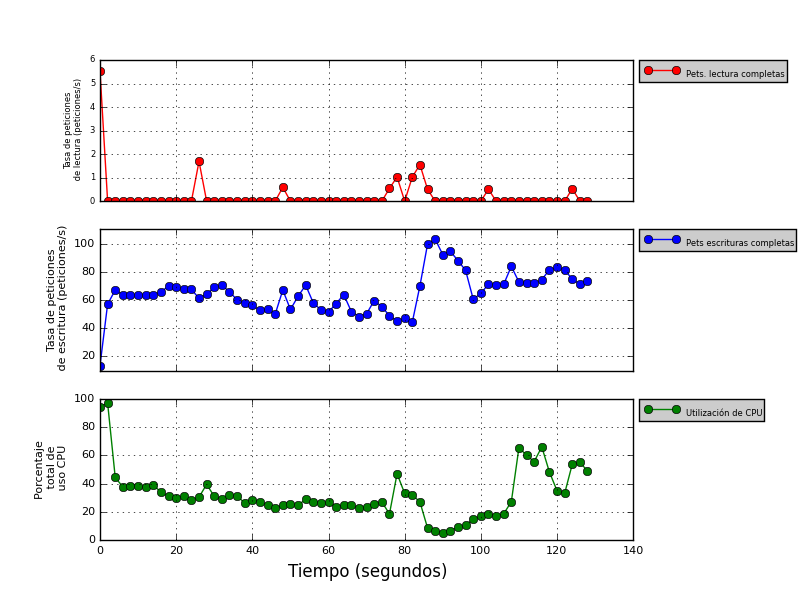 6
5
4
3
2
1
0
Tasa de peticiones
de lectura (peticiones/s)
Pets. lectura completas
100
80
60
40
20
Tasa de peticiones
de escritura (peticiones/s)
Pets escrituras completas
100
80
60
40
20
0
Porcentaje
total de
uso CPU
Utilización de CPU
0 20 40 60 80 100 120 140
Tiempo (segundos)